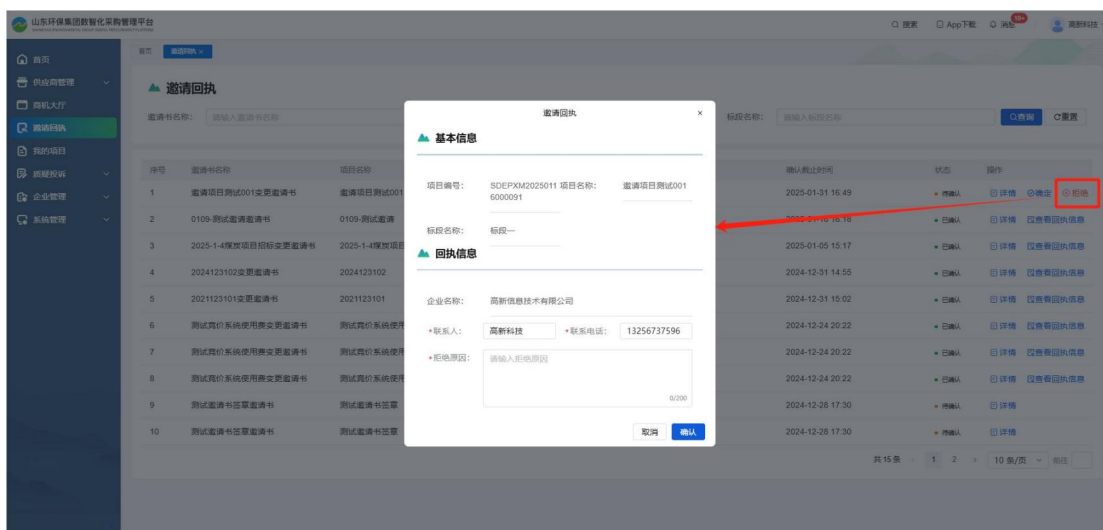 山东环保集团数智化采购管理平台
搜索 App下载 消息 10+ 高新科技
首页 邀请回执 ×
首页
供应商管理
商机大厅
邀请回执
我的项目
质疑投诉
企业管理
系统管理
邀请回执
邀请书名称: 请输入邀请书名称 标段名称: 请输入标段名称 查询 重置
序号 邀请书名称 项目名称 确认截止时间 状态 操作
1 邀请项目测试001变更邀请书 邀请项目测试001 2025-01-31 16:49 待确认 详情 确定 拒绝
2 0109-测试邀请邀请书 0109-测试邀请 2025-01-10 16:18 已确认 详情 查看回执信息
3 2025-1-4煤炭项目招标变更邀请书 2025-1-4煤炭项目 2025-01-05 15:17 已确认 详情 查看回执信息
4 2024123102变更邀请书 2024123102 2024-12-31 14:55 已确认 详情 查看回执信息
5 2021123101变更邀请书 2021123101 2024-12-31 15:02 已确认 详情 查看回执信息
6 测试竞价系统使用费变更邀请书 测试竞价系统使用 2024-12-24 20:22 已确认 详情 查看回执信息
7 测试竞价系统使用费变更邀请书 测试竞价系统使用 2024-12-24 20:22 已确认 详情 查看回执信息
8 测试竞价系统使用费变更邀请书 测试竞价系统使用 2024-12-24 20:22 已确认 详情 查看回执信息
9 测试邀请书签章邀请书 测试邀请书签章 2024-12-28 17:30 待确认 详情
10 测试邀请书签章邀请书 测试邀请书签章 2024-12-28 17:30 待确认 详情
共 15 条 1 2 10 条/页 前往
邀请回执 ×
基本信息
项目编号: SDEPXM2025011 项目名称: 邀请项目测试001
6000091
标段名称: 标段一
回执信息
企业名称: 高新信息技术有限公司
*联系人: 高新科技 *联系电话: 13256737596
*拒绝原因: 请输入拒绝原因
0/200
取消 确认